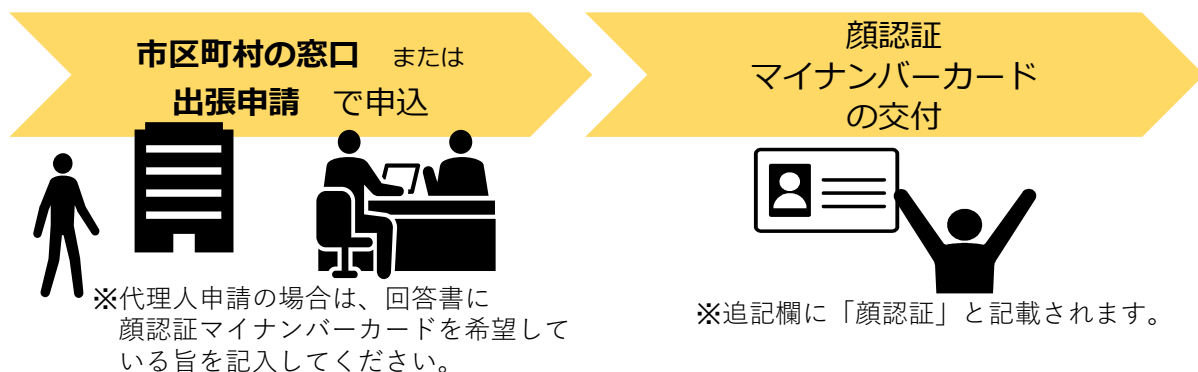 市区町村の窓口 または
出張申請 で申込
※代理人申請の場合は、回答書に
顔認証マイナンバーカードを希望して
いる旨を記入してください。
顔認証
マイナンバーカード
の交付
※追記欄に「顔認証」と記載されます。